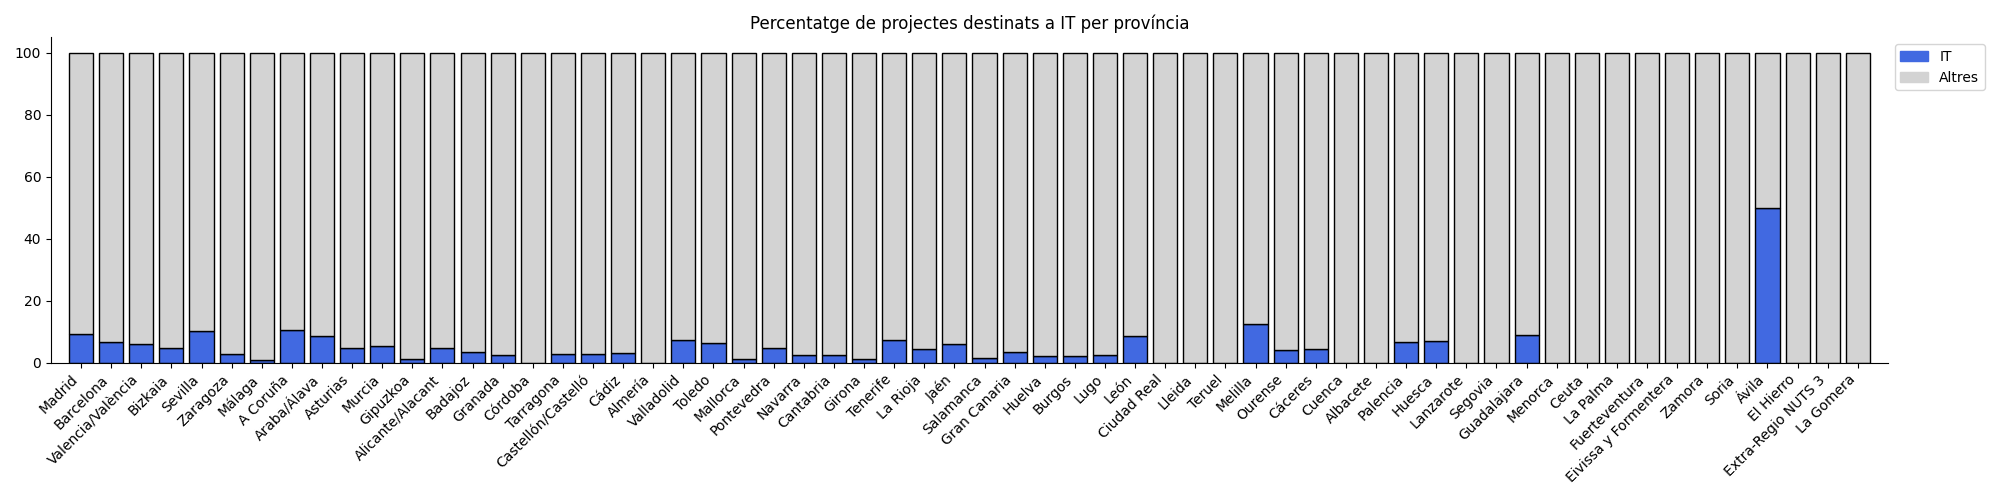 Percentatge de projectes destinats a IT per província
IT
Altres
100
80
60
40
20
0
Madrid
Barcelona
Valencia/València
Bizkaia
Sevilla
Zaragoza
Málaga
A Coruña
Araba/Álava
Asturias
Murcia
Gipuzkoa
Alicante/Alacant
Badajoz
Granada
Córdoba
Tarragona
Castellón/Castelló
Cádiz
Almería
Valladolid
Toledo
Mallorca
Pontevedra
Navarra
Cantabria
Girona
Tenerife
La Rioja
Jaén
Salamanca
Gran Canaria
Huelva
Burgos
Lugo
León
Ciudad Real
Lleida
Teruel
Melilla
Ourense
Cáceres
Cuenca
Albacete
Palencia
Huesca
Lanzarote
Segovia
Guadalajara
Menorca
Ceuta
La Palma
Fuerteventura
Eivissa y Formentera
Zamora
Soria
Ávila
El Hierro
Extra-Regio NUTS 3
La Gomera